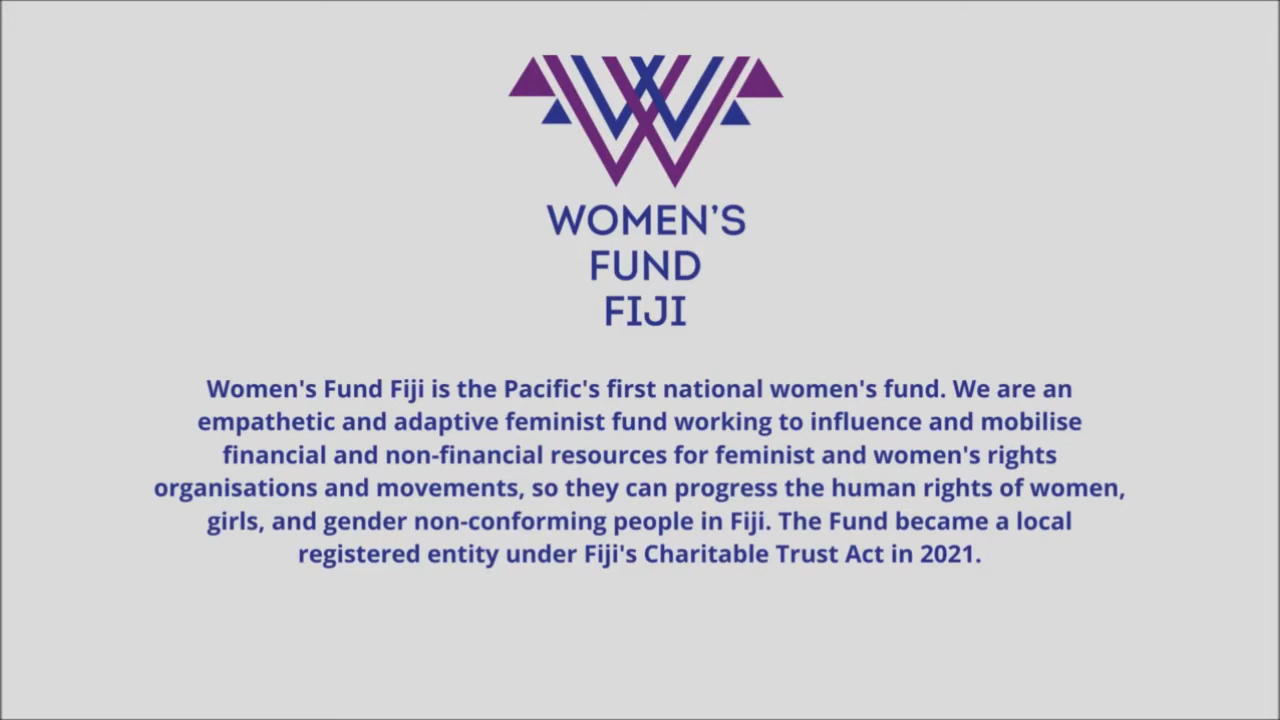 WOMEN'S
FUND
FIJI
Women's Fund Fiji is the Pacific's first national women's fund. We are an
empathetic and adaptive feminist fund working to influence and mobilise
financial and non-financial resources for feminist and women's rights
organisations and movements, so they can progress the human rights of women,
girls, and gender non-conforming people in Fiji. The Fund became a local
registered entity under Fiji's Charitable Trust Act in 2021.